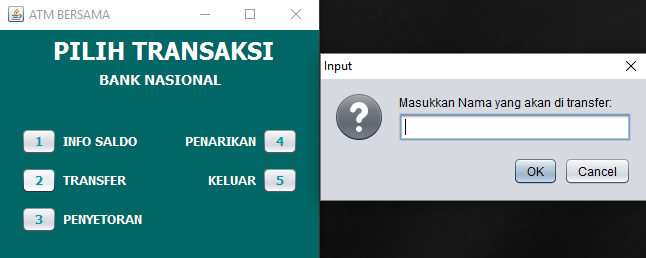 ATM BERSAMA
PILIH TRANSAKSI
BANK NASIONAL
1 INFO SALDO PENARIKAN 4
2 TRANSFER KELUAR 5
3 PENYETORAN
Input
Masukkan Nama yang akan di transfer:
OK Cancel